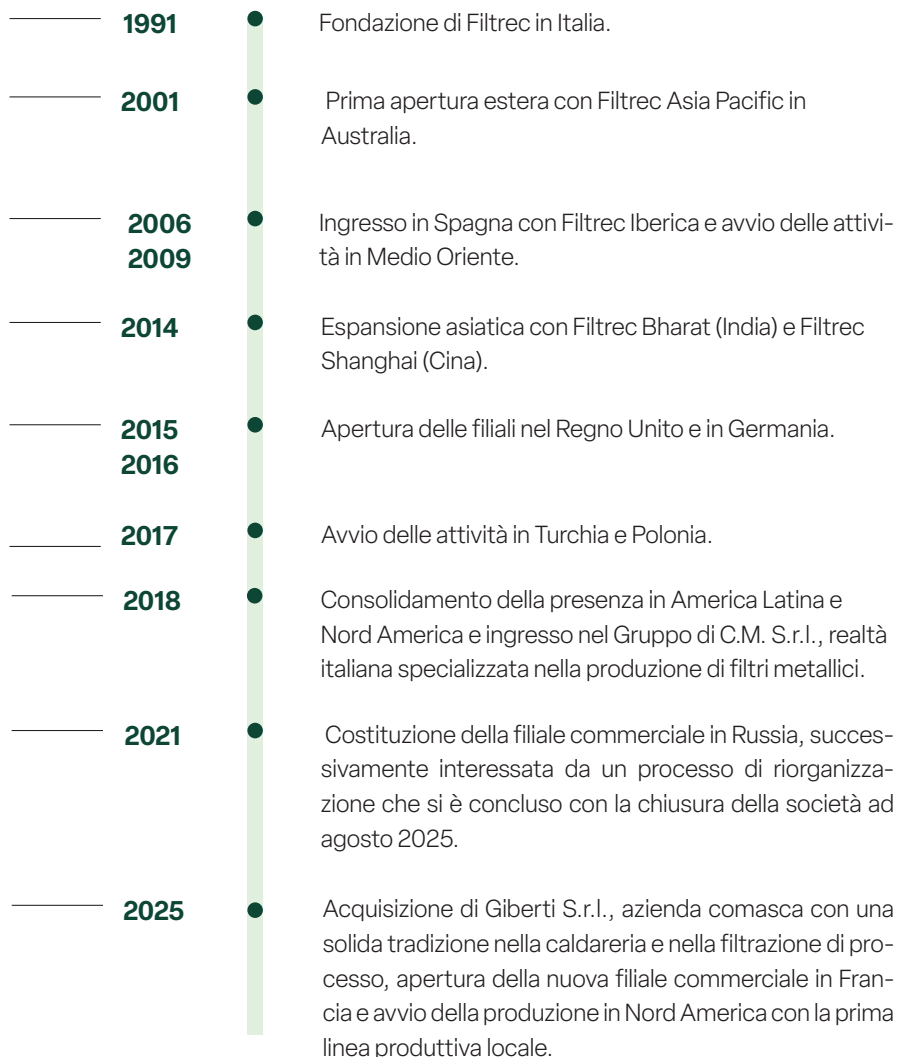 1991 Fondazione di Filtrec in Italia.
2001 Prima apertura estera con Filtrec Asia Pacific in
Australia.
2006 Ingresso in Spagna con Filtrec Iberica e avvio delle attivi-
2009 tà in Medio Oriente.
2014 Espansione asiatica con Filtrec Bharat (India) e Filtrec
Shanghai (Cina).
2015 Apertura delle filiali nel Regno Unito e in Germania.
2016
2017 Avvio delle attività in Turchia e Polonia.
2018 Consolidamento della presenza in America Latina e
Nord America e ingresso nel Gruppo di C.M. S.r.l., realtà
italiana specializzata nella produzione di filtri metallici.
2021 Costituzione della filiale commerciale in Russia, succes-
sivamente interessata da un processo di riorganizza-
zione che si è concluso con la chiusura della società ad
agosto 2025.
2025 Acquisizione di Giberti S.r.l., azienda comasca con una
solida tradizione nella caldareria e nella filtrazione di pro-
cesso, apertura della nuova filiale commerciale in Fran-
cia e avvio della produzione in Nord America con la prima
linea produttiva locale.